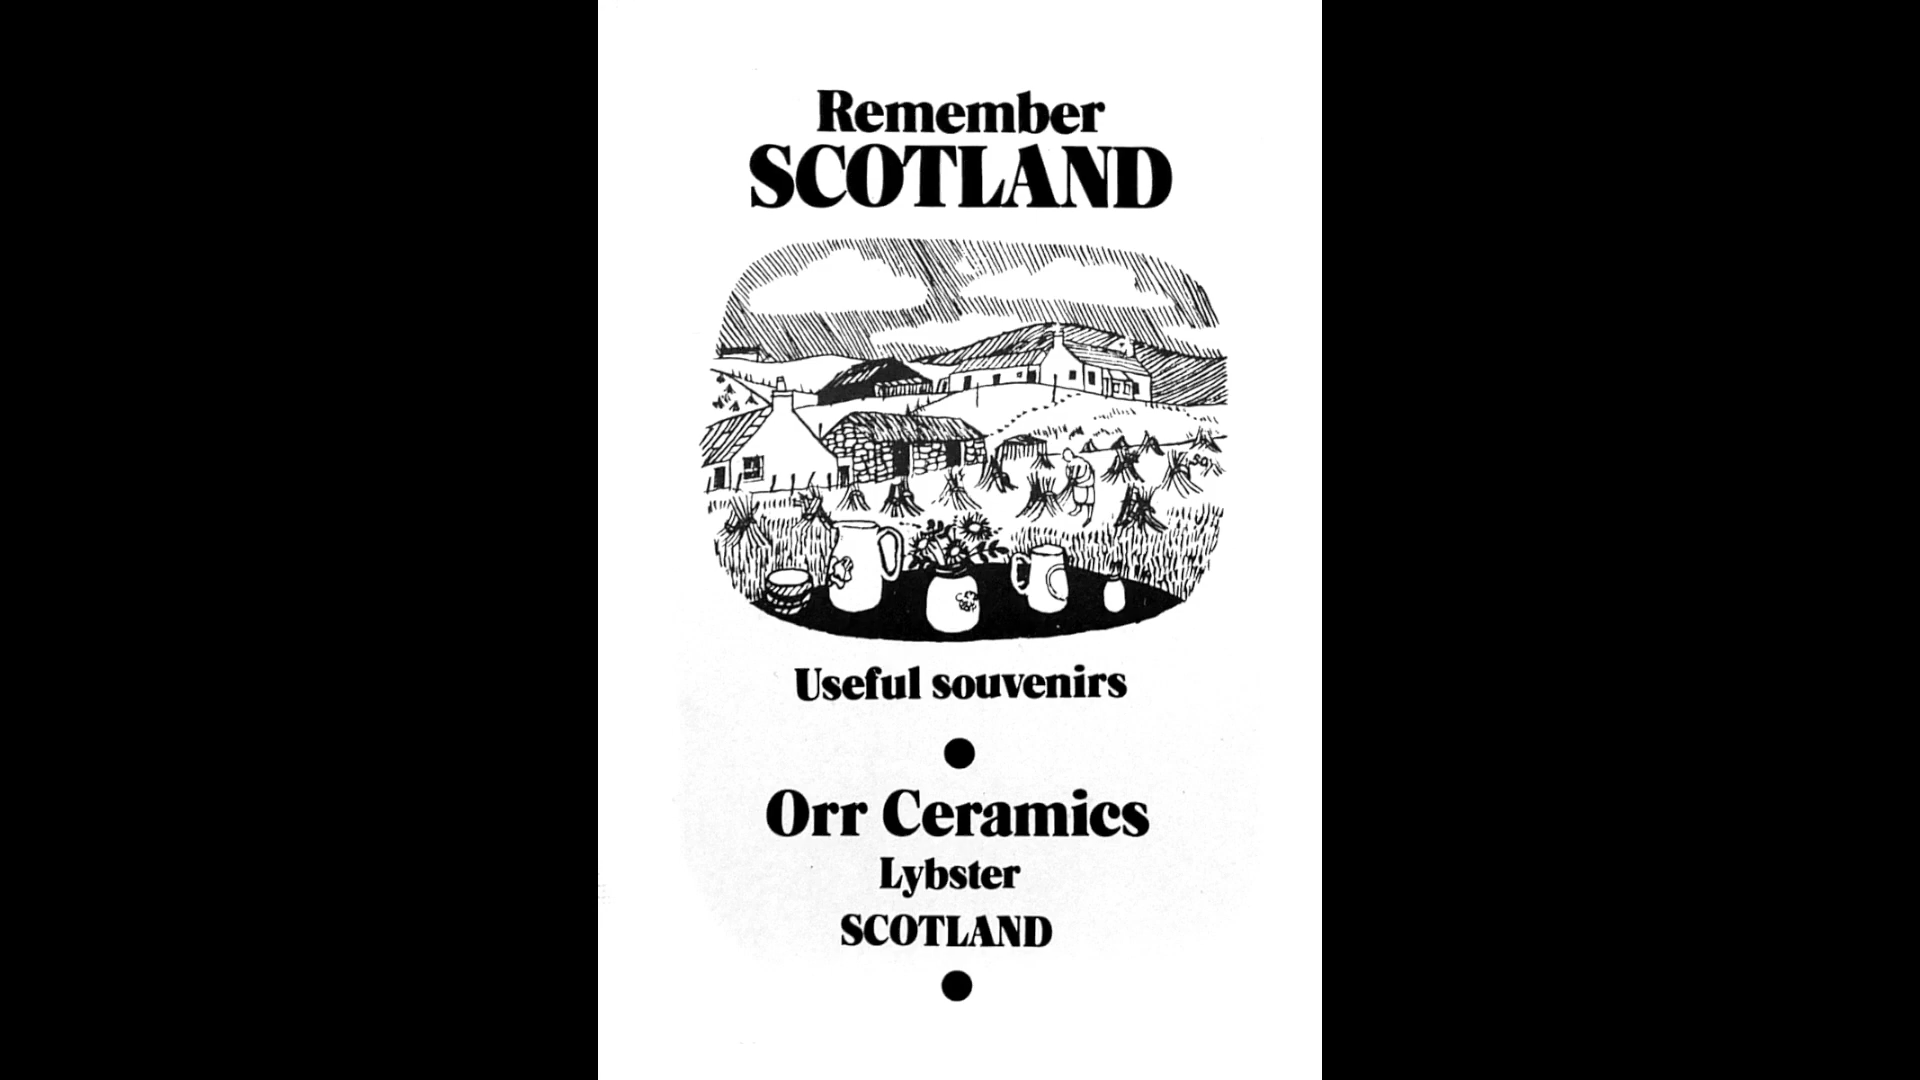 Remember
SCOTLAND
Useful souvenirs
Orr Ceramics
Lybster
SCOTLAND